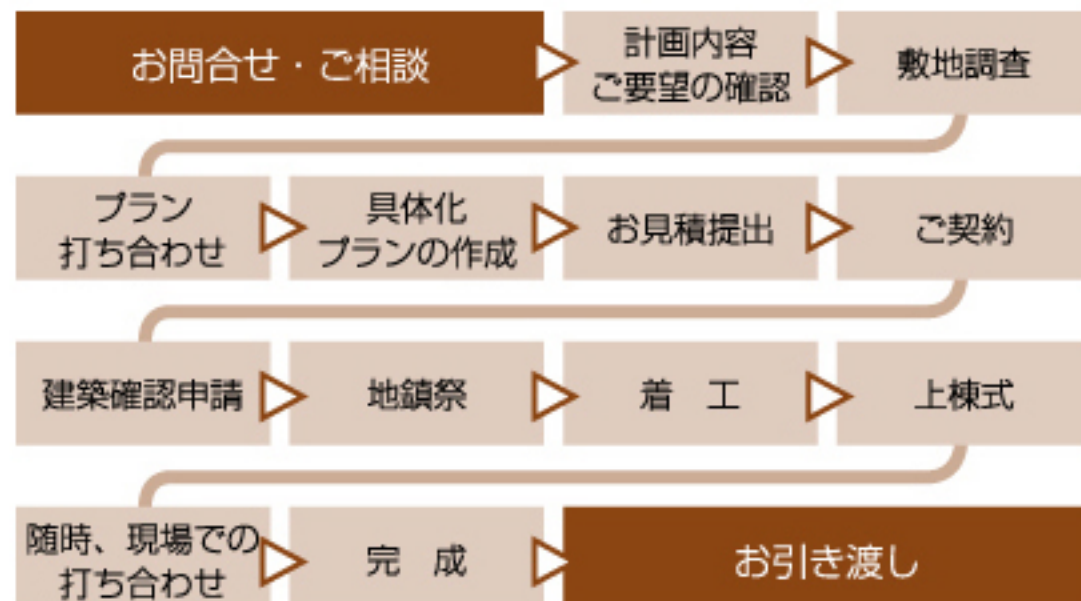 お問合せ・ご相談
計画内容
ご要望の確認
敷地調査
プラン
打ち合わせ
具体化
プランの作成
お見積提出
ご契約
建築確認申請
地鎮祭
着　工
上棟式
随時、現場での
打ち合わせ
完　成
お引き渡し